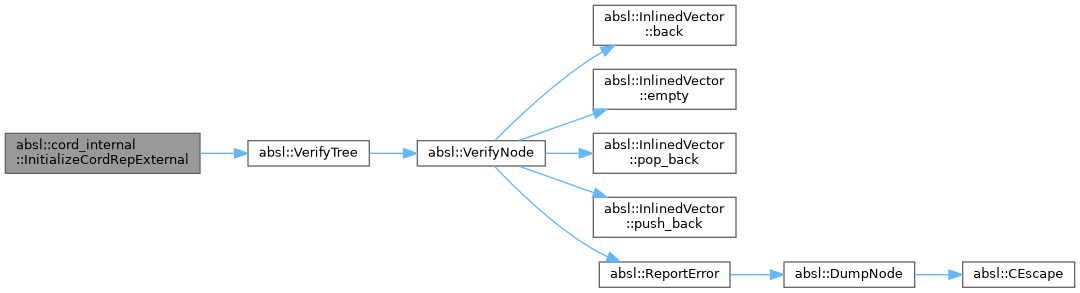 absl::cord_internal
::InitializeCordRepExternal
absl::VerifyTree
absl::VerifyNode
absl::InlinedVector
::back
absl::InlinedVector
::empty
absl::InlinedVector
::pop_back
absl::InlinedVector
::push_back
absl::ReportError
absl::DumpNode
absl::CEscape